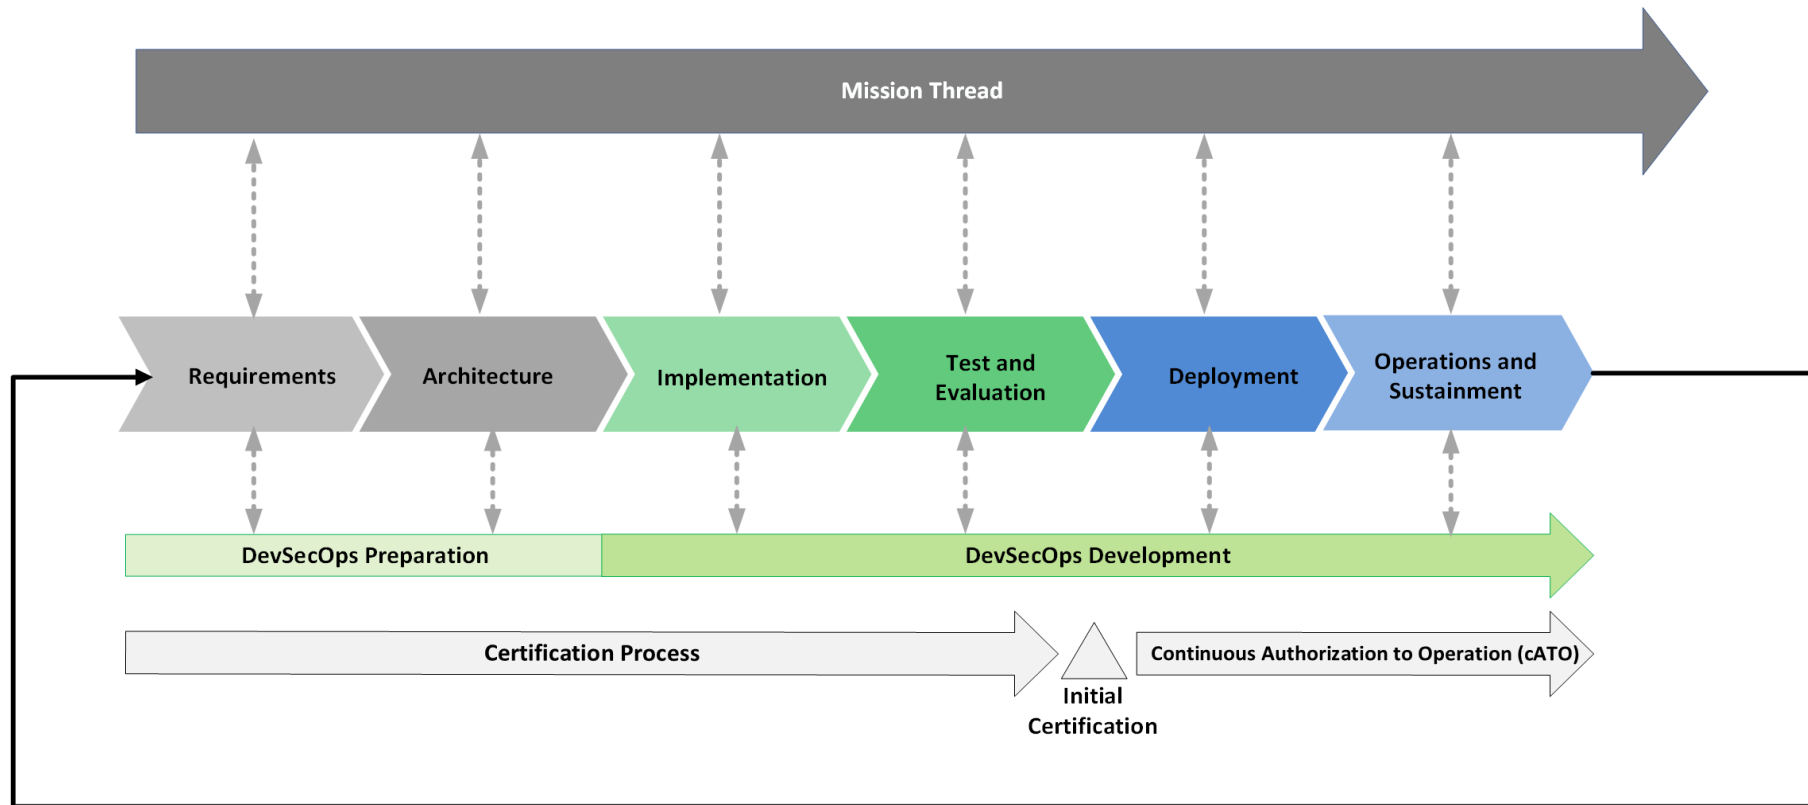 Mission Thread
Requirements
Architecture
Implementation
Test and
Evaluation
Deployment
Operations and
Sustainment
DevSecOps Preparation
DevSecOps Development
Certification Process
Initial
Certification
Continuous Authorization to Operation (cATO)